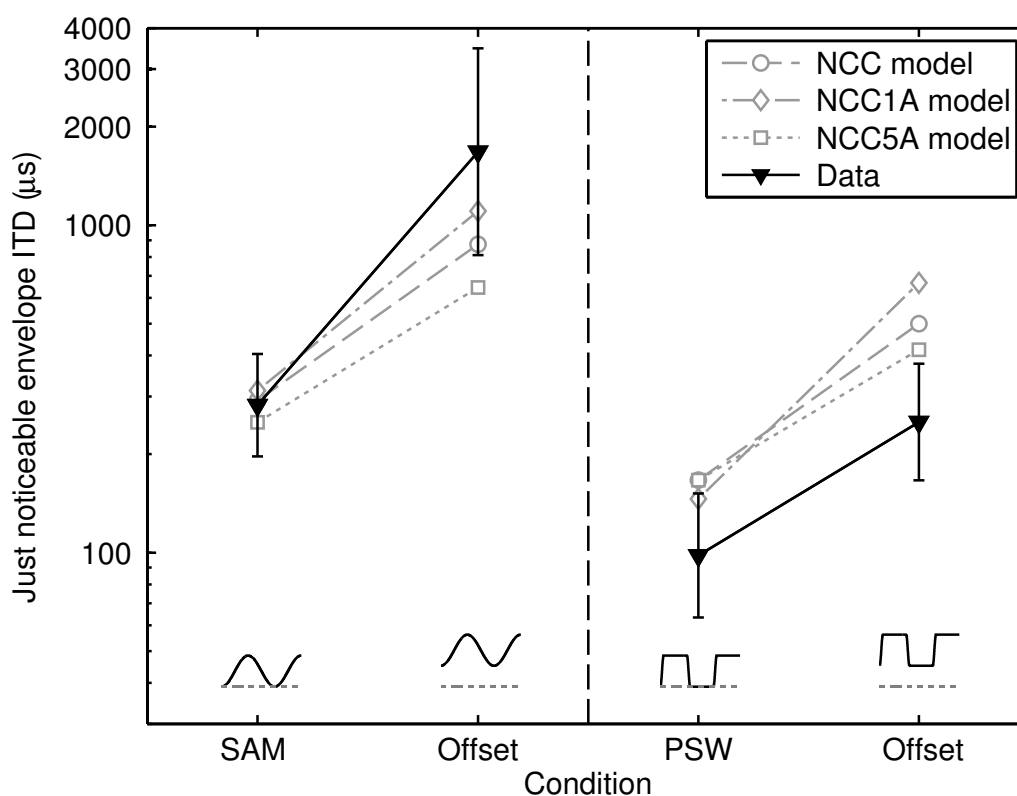 4000
3000
2000
1000
100
Just noticeable envelope ITD (μs)
NCC model
NCC1A model
NCC5A model
Data
SAM
Offset
PSW
Offset
Condition